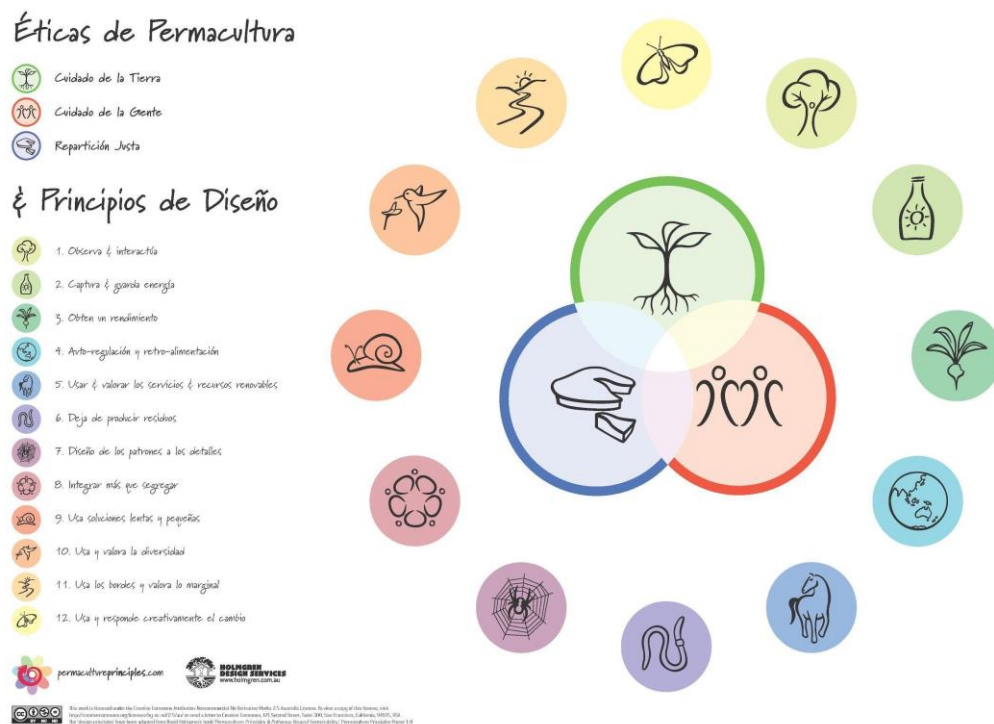 Éticas de Permacultura
Cuidado de la Tierra
Cuidado de la Gente
Repartición Justa
& Principios de Diseño
1. Observa & interactúa
2. Captura & guarda energía
3. Obten un rendimiento
4. Auto-regulación y retro-alimentación
5. Usar & valorar los servicios & recursos renovables
6. Deja de producir residuos
7. Diseño de los patrones a los detalles
8. Integrar más que segregar
9. Usa soluciones lentas y pequeñas
10. Usa y valora la diversidad
11. Usa los bordes y valora lo marginal
12. Usa y responde creativamente el cambio
permacultureprinciples.com
HOLMGREN
DESIGN SERVICES
www.holmgren.com.au